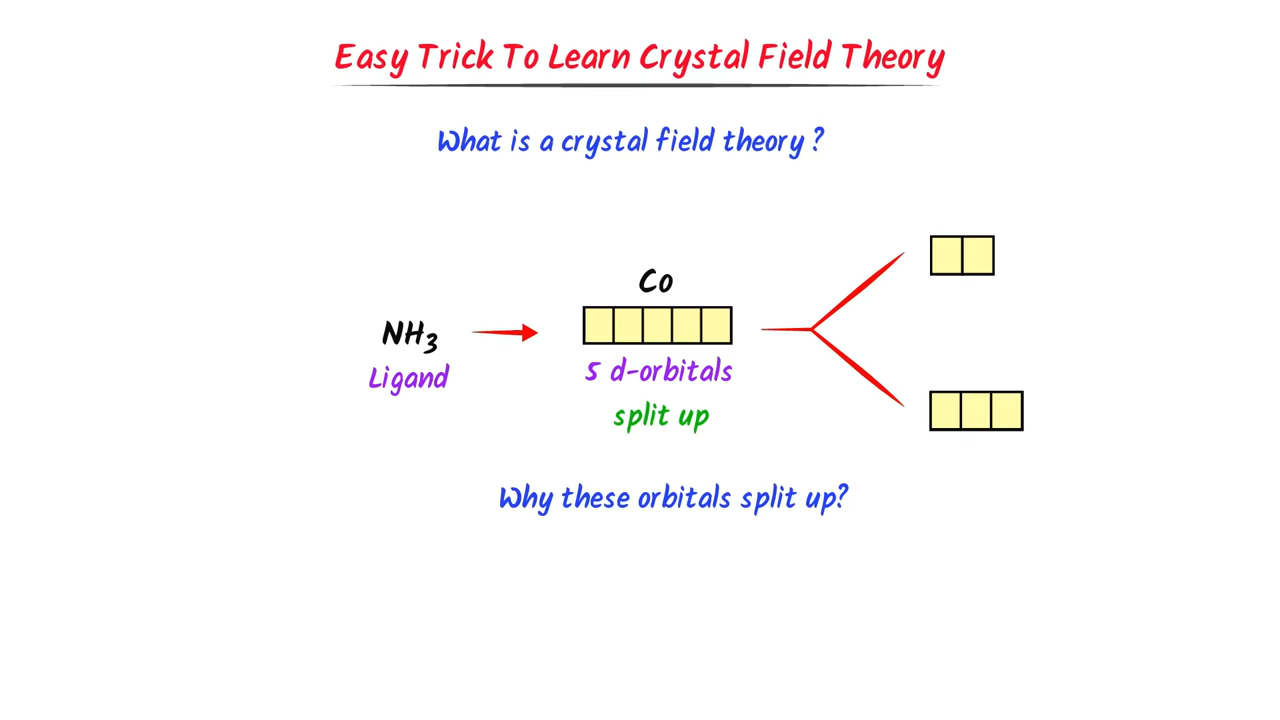 Easy Trick To Learn Crystal Field Theory
What is a crystal field theory ?
Co
NH₃
Ligand
5 d-orbitals
split up
Why these orbitals split up?